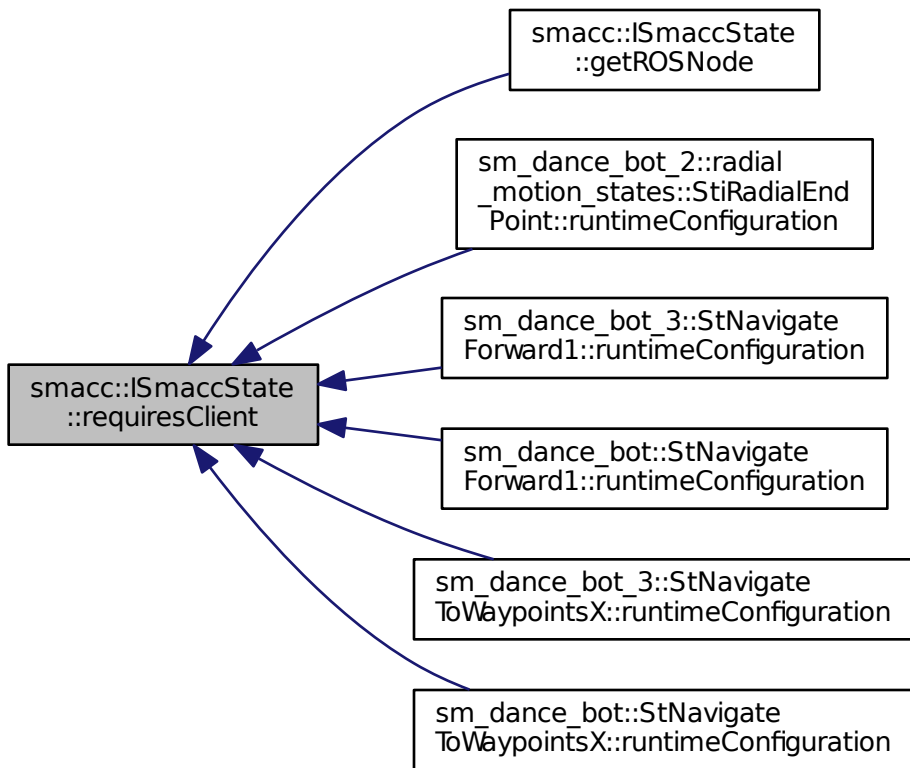 smacc::ISmaccState
::getROSNode
sm_dance_bot_2::radial
_motion_states::StiRadialEnd
Point::runtimeConfiguration
sm_dance_bot_3::StNavigate
Forward1::runtimeConfiguration
smacc::ISmaccState
::requiresClient
sm_dance_bot::StNavigate
Forward1::runtimeConfiguration
sm_dance_bot_3::StNavigate
ToWaypointsX::runtimeConfiguration
sm_dance_bot::StNavigate
ToWaypointsX::runtimeConfiguration